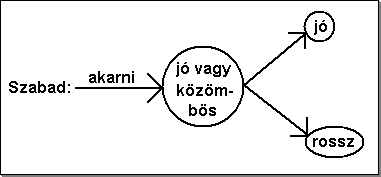 Szabad:
akarni
jó vagy
közöm-
bös
jó
rossz